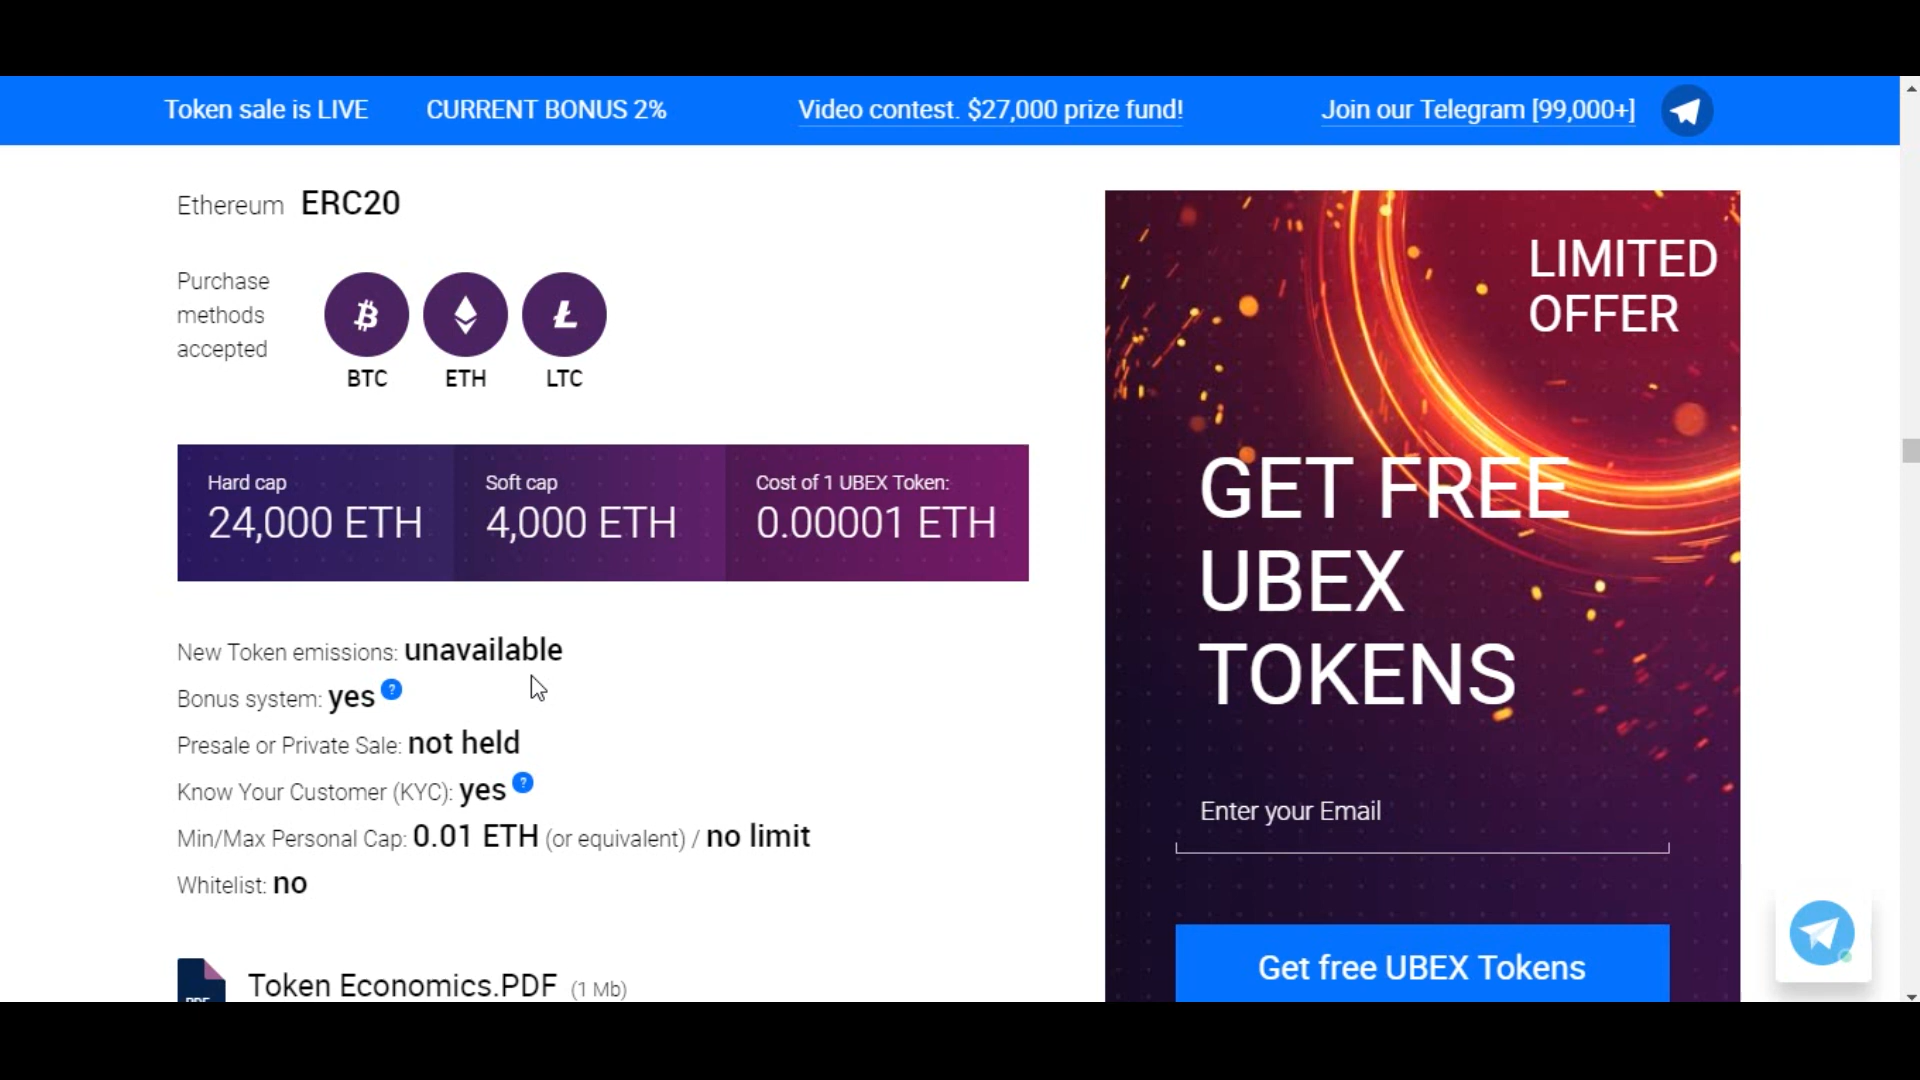 Token sale is LIVE CURRENT BONUS 2% Video contest. $27,000 prize fund! Join our Telegram [99,000+]
Ethereum ERC20
Purchase
methods
accepted
BTC ETH LTC
Hard cap Soft cap Cost of 1 UBEX Token:
24,000 ETH 4,000 ETH 0.00001 ETH
New Token emissions: unavailable
Bonus system: yes ?
Presale or Private Sale: not held
Know Your Customer (KYC): yes ?
Min/Max Personal Cap: 0.01 ETH (or equivalent) / no limit
Whitelist: no
PDF Token Economics.PDF (1 Mb)
LIMITED
OFFER
GET FREE
UBEX
TOKENS
Enter your Email
Get free UBEX Tokens